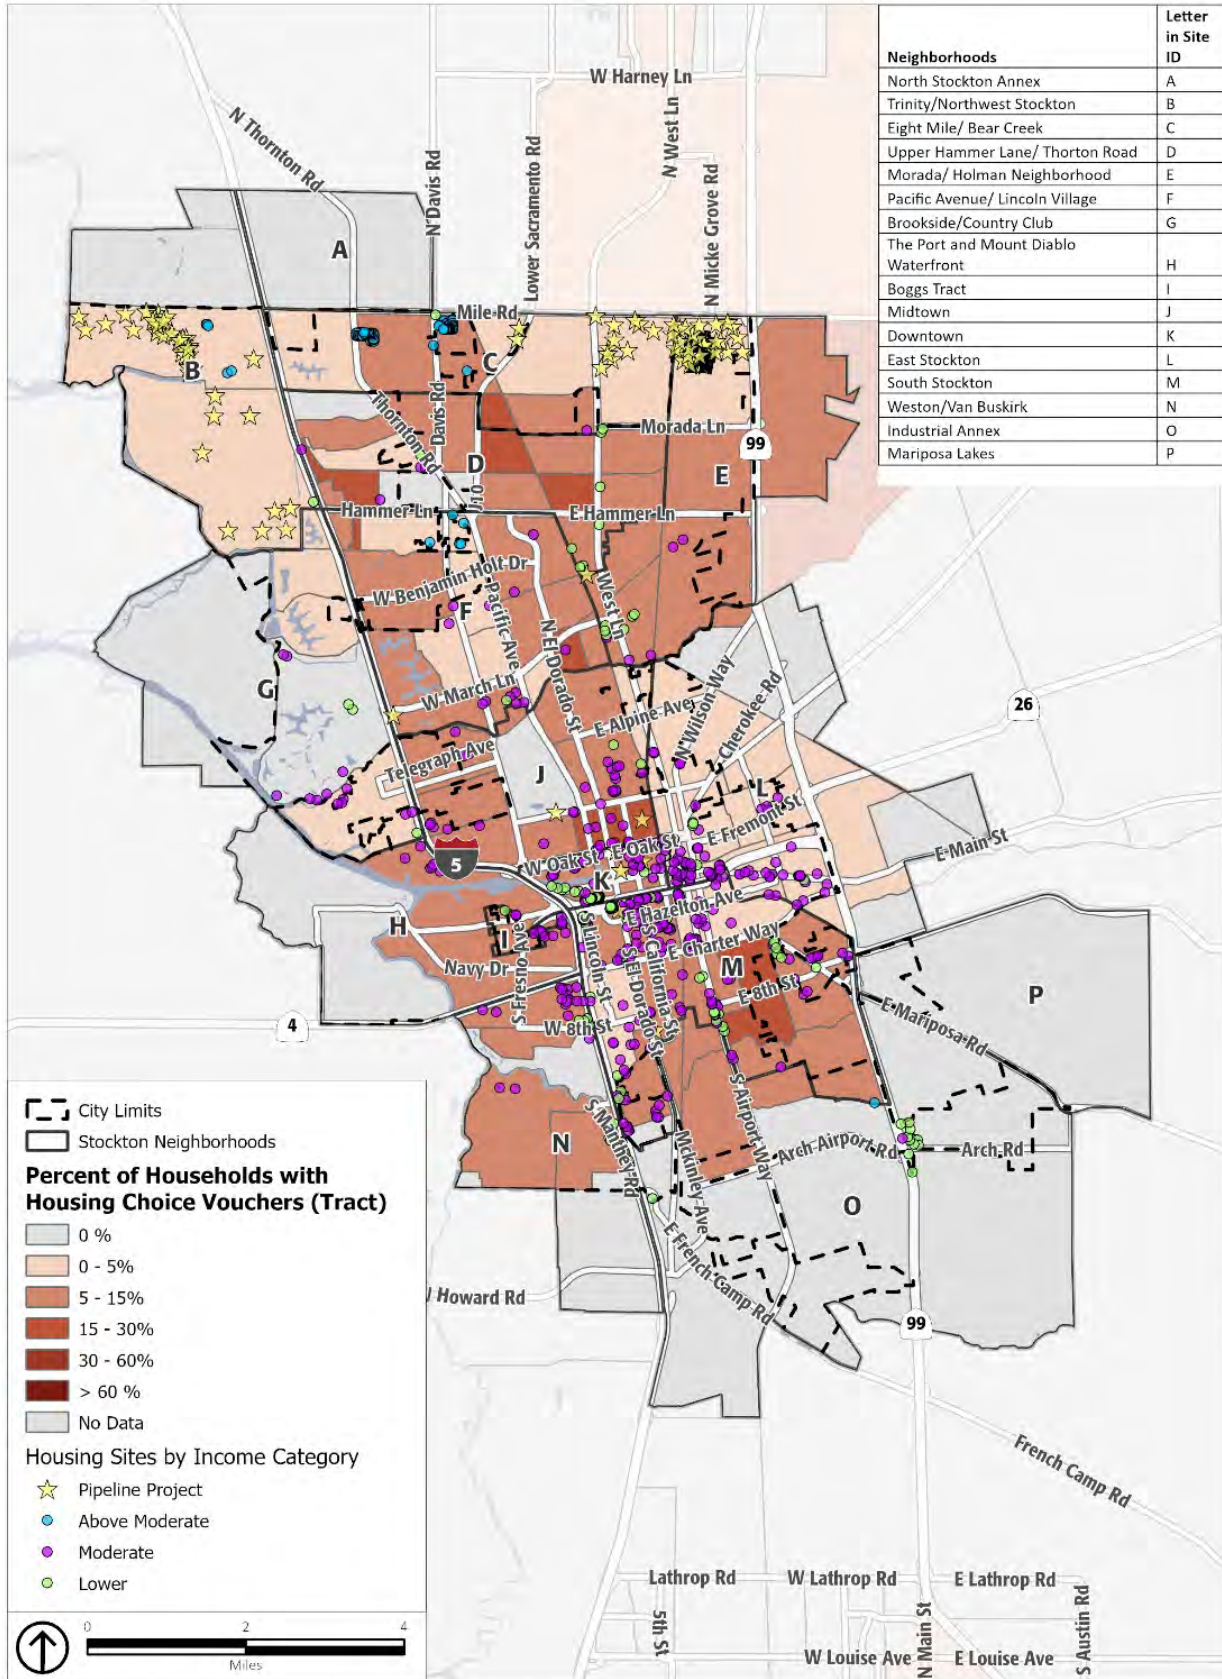 Neighborhoods Letter in Site ID
North Stockton Annex A
Trinity/Northwest Stockton B
Eight Mile/ Bear Creek C
Upper Hammer Lane/ Thorton Road D
Morada/ Holman Neighborhood E
Pacific Avenue/ Lincoln Village F
Brookside/Country Club G
The Port and Mount Diablo
Waterfront H
Boggs Tract I
Midtown J
Downtown K
East Stockton L
South Stockton M
Weston/Van Buskirk N
Industrial Annex O
Mariposa Lakes P
W Harney Ln
N Thornton Rd
N Davis Rd
Lower Sacramento Rd
N West Ln
N Micke Grove Rd
A
Mile Rd
B
C
Thornton Rd
Davis Rd
Morada Ln
99
D
E
J10
Hammer Ln
E Hammer Ln
W Benjamin Holt Dr
F
Pacific Ave
N El Dorado St
West Ln
G
W March Ln
E Alpine Ave
N Wilson Way
Cherokee Rd
26
Telegraph Ave
J
L
E Fremont St
5
W Oak St
E Oak St
E Main St
K
H
I
E Hazelton Ave
E Charter Way
S Fresno Ave
S Lincoln St
S El Dorado St
S California St
Navy Dr
M
E 8th St
P
4
W 8th St
E Mariposa Rd
N
S Manthey Rd
Mckinley Ave
S Airport Way
Arch Airport Rd
Arch Rd
O
E French Camp Rd
Howard Rd
99
French Camp Rd
Lathrop Rd
W Lathrop Rd
E Lathrop Rd
5th St
N Main St
S Austin Rd
W Louise Ave
E Louise Ave
City Limits
Stockton Neighborhoods
Percent of Households with
Housing Choice Vouchers (Tract)
0 %
0 - 5%
5 - 15%
15 - 30%
30 - 60%
> 60 %
No Data
Housing Sites by Income Category
Pipeline Project
Above Moderate
Moderate
Lower
0 2 4
Miles